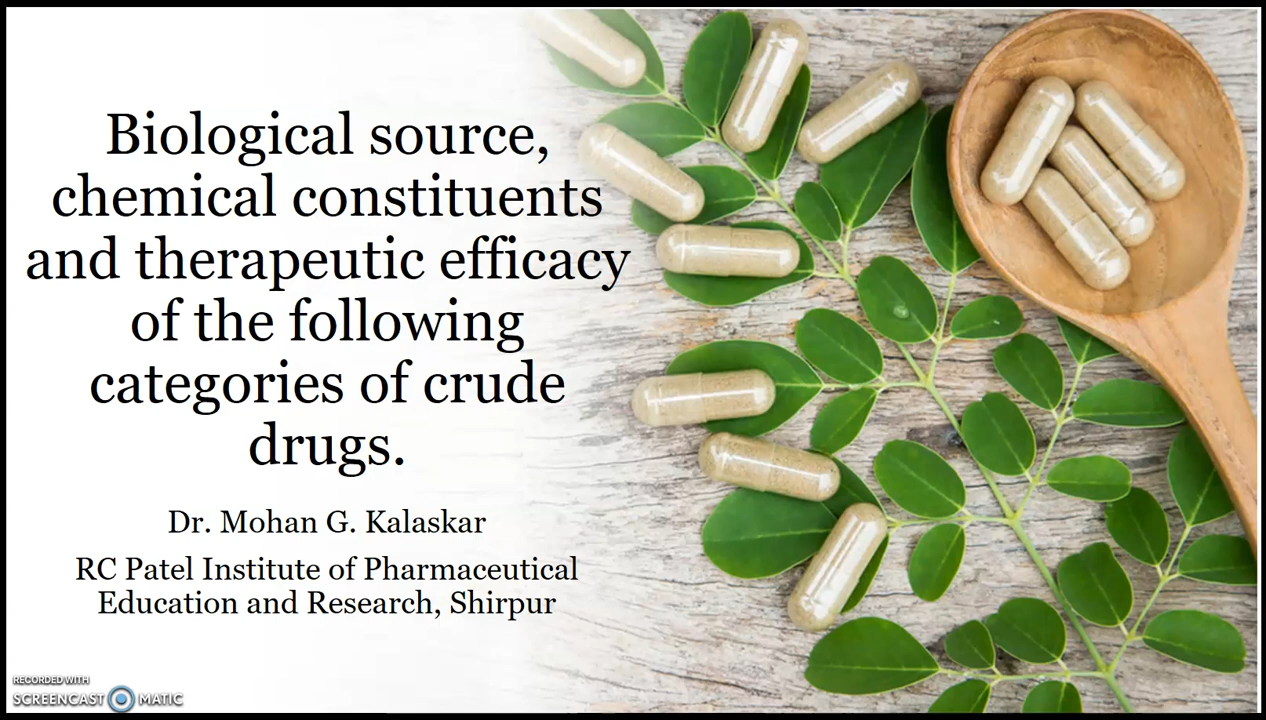 Biological source,
chemical constituents
and therapeutic efficacy
of the following
categories of crude
drugs.
Dr. Mohan G. Kalaskar
RC Patel Institute of Pharmaceutical
Education and Research, Shirpur
RECORDED WITH
SCREENCAST MATIC